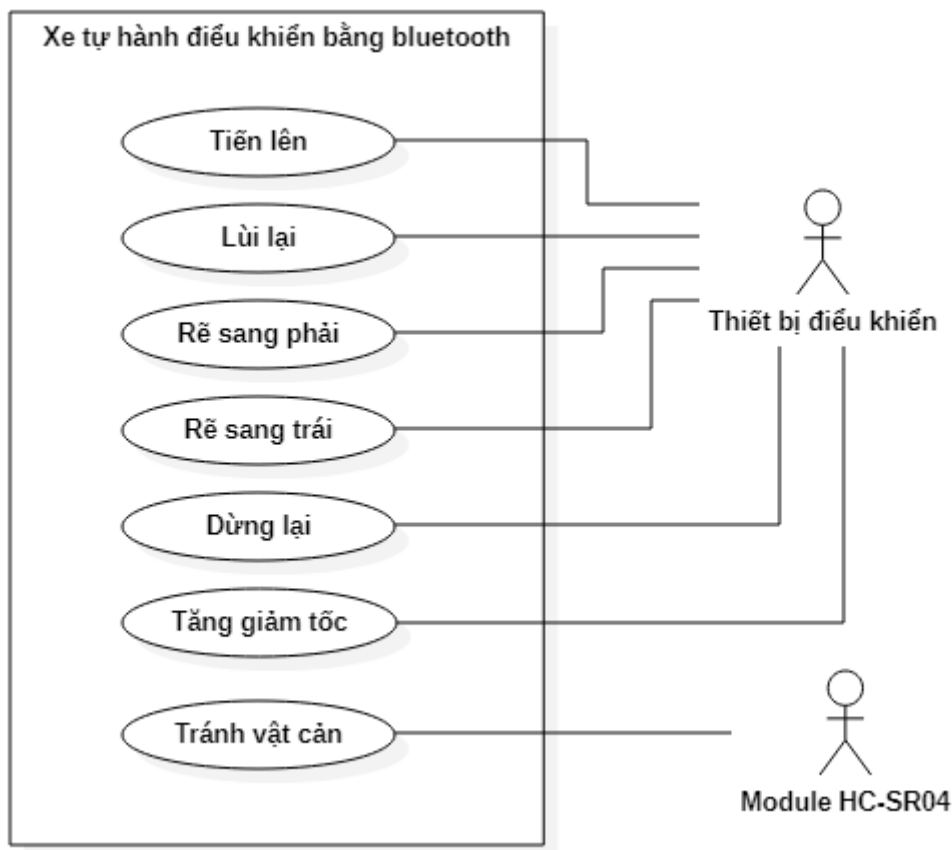 Xe tự hành điều khiển bằng bluetooth
Tiến lên
Lùi lại
Rẽ sang phải
Thiết bị điều khiển
Rẽ sang trái
Dừng lại
Tăng giảm tốc
Tránh vật cản
Module HC-SR04